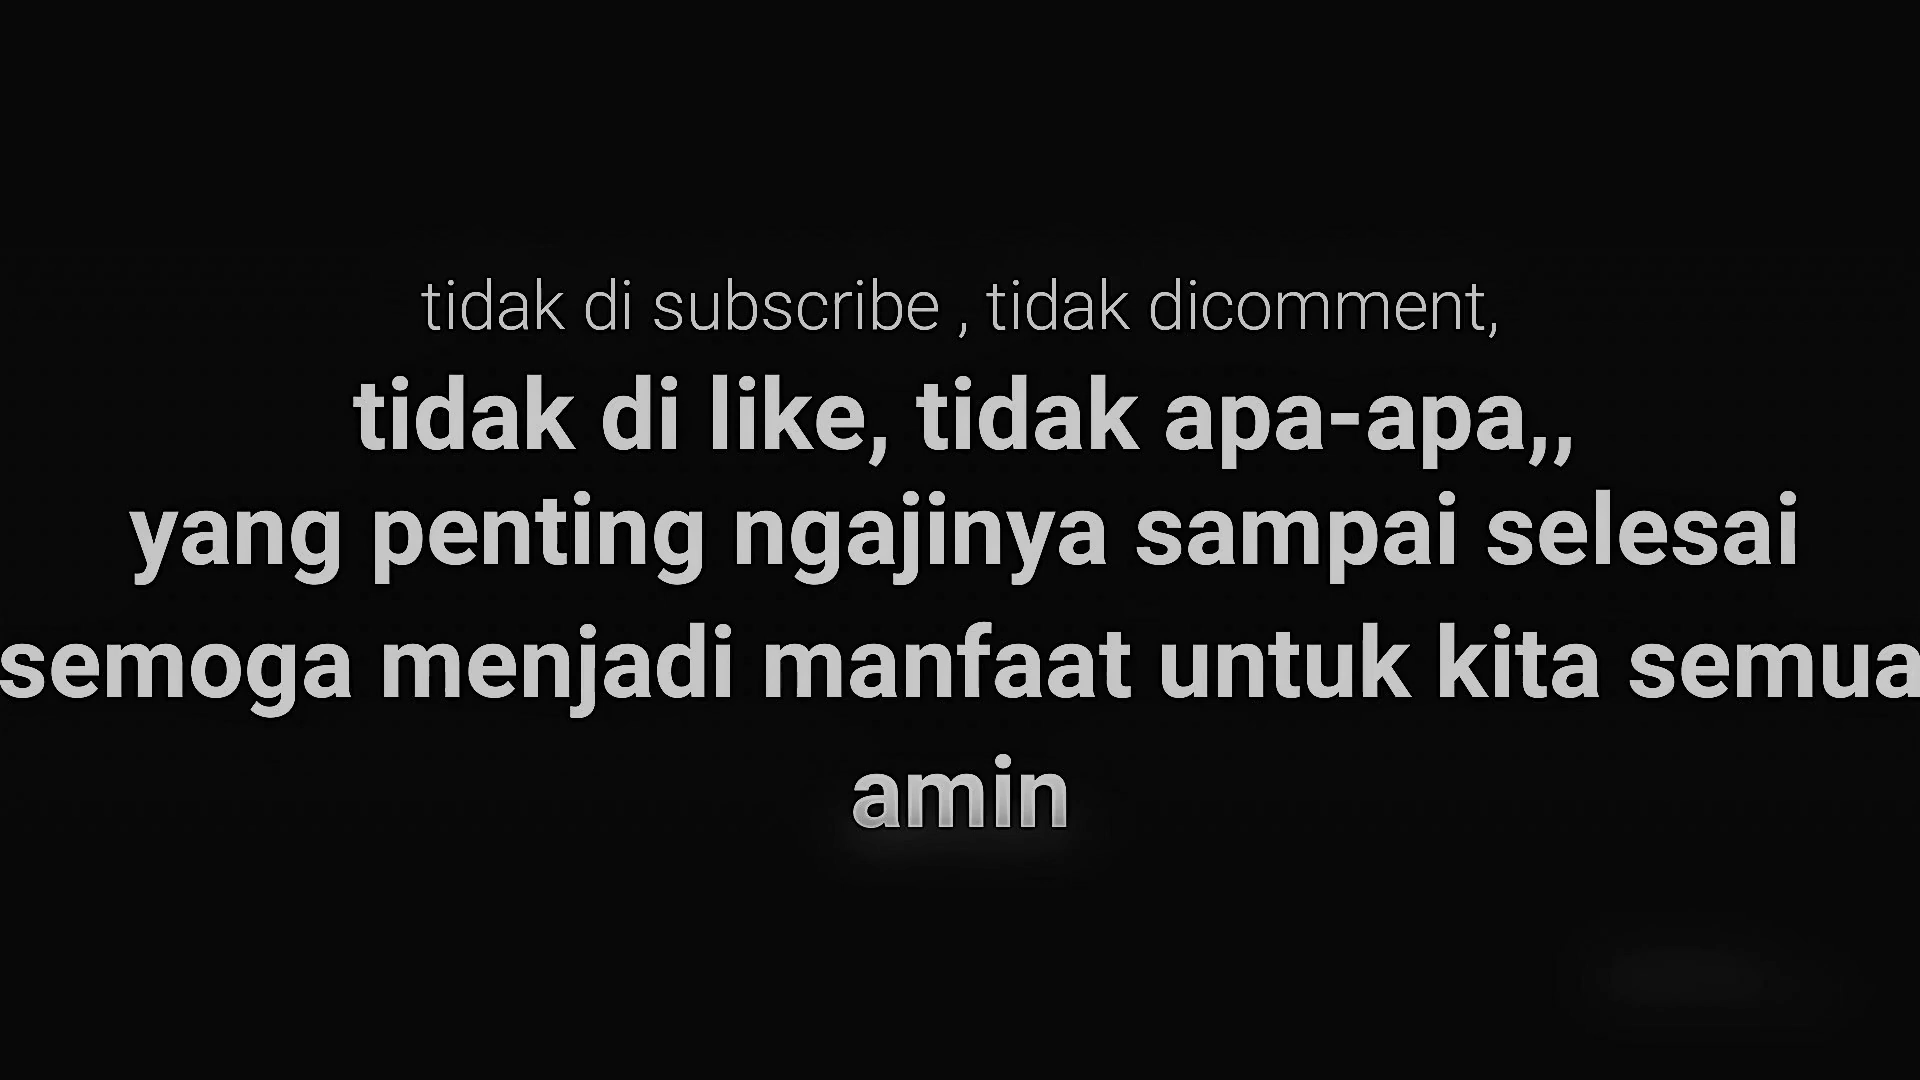 tidak di subscribe , tidak dicomment,
tidak di like, tidak apa-apa,,
yang penting ngajinya sampai selesai
semoga menjadi manfaat untuk kita semua
amin